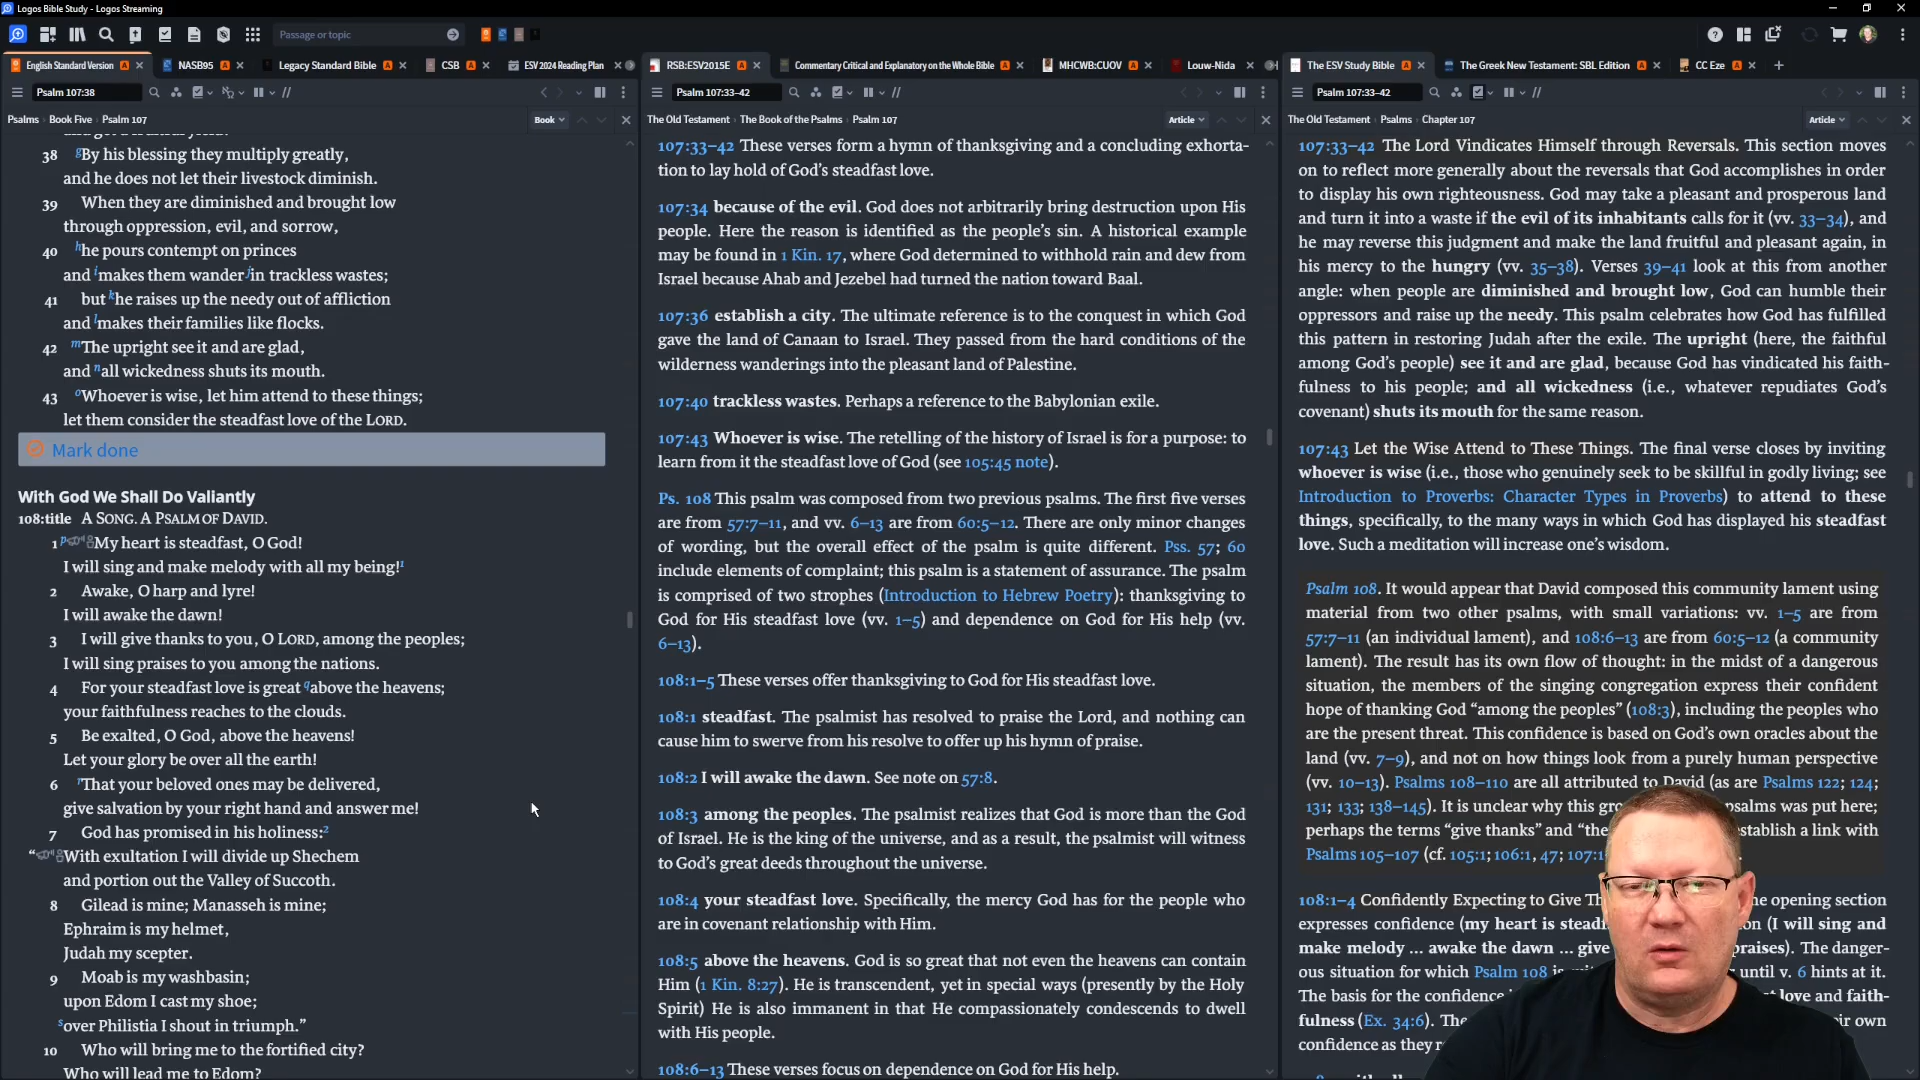 Logos Bible Study - Logos Streaming
Passage or topic
English Standard Version A
NASB95 A
Legacy Standard Bible A
CSB A
ESV 2024 Reading Plan
RSB:ESV2015E A
Commentary Critical and Explanatory on the Whole Bible A
MHCWB:CUOV A
Louw-Nida
The ESV Study Bible A
The Greek New Testament: SBL Edition A
CC Eze A
Psalm 107:38
Psalms › Book Five › Psalm 107
Book
and get a fruitful yield.
38 gBy his blessing they multiply greatly,
and he does not let their livestock diminish.
39 When they are diminished and brought low
through oppression, evil, and sorrow,
40 hhe pours contempt on princes
and imakes them wander jin trackless wastes;
41 but khe raises up the needy out of affliction
and lmakes their families like flocks.
42 mThe upright see it and are glad,
and nall wickedness shuts its mouth.
43 oWhoever is wise, let him attend to these things;
let them consider the steadfast love of the LORD.
Mark done
With God We Shall Do Valiantly
108:title A SONG. A PSALM OF DAVID.
1 pMy heart is steadfast, O God!
I will sing and make melody with all my being!1
2 Awake, O harp and lyre!
I will awake the dawn!
3 I will give thanks to you, O LORD, among the peoples;
I will sing praises to you among the nations.
4 For your steadfast love is great qabove the heavens;
your faithfulness reaches to the clouds.
5 Be exalted, O God, above the heavens!
Let your glory be over all the earth!
6 rThat your beloved ones may be delivered,
give salvation by your right hand and answer me!
7 God has promised in his holiness:2
“With exultation I will divide up Shechem
and portion out the Valley of Succoth.
8 Gilead is mine; Manasseh is mine;
Ephraim is my helmet,
Judah my scepter.
9 Moab is my washbasin;
upon Edom I cast my shoe;
sover Philistia I shout in triumph.”
10 Who will bring me to the fortified city?
Who will lead me to Edom?
Psalm 107:33–42
The Old Testament › The Book of the Psalms › Psalm 107
Article
107:33–42 These verses form a hymn of thanksgiving and a concluding exhorta-
tion to lay hold of God’s steadfast love.
107:34 because of the evil. God does not arbitrarily bring destruction upon His
people. Here the reason is identified as the people’s sin. A historical example
may be found in 1 Kin. 17, where God determined to withhold rain and dew from
Israel because Ahab and Jezebel had turned the nation toward Baal.
107:36 establish a city. The ultimate reference is to the conquest in which God
gave the land of Canaan to Israel. They passed from the hard conditions of the
wilderness wanderings into the pleasant land of Palestine.
107:40 trackless wastes. Perhaps a reference to the Babylonian exile.
107:43 Whoever is wise. The retelling of the history of Israel is for a purpose: to
learn from it the steadfast love of God (see 105:45 note).
Ps. 108 This psalm was composed from two previous psalms. The first five verses
are from 57:7–11, and vv. 6–13 are from 60:5–12. There are only minor changes
of wording, but the overall effect of the psalm is quite different. Pss. 57; 60
include elements of complaint; this psalm is a statement of assurance. The psalm
is comprised of two strophes (Introduction to Hebrew Poetry): thanksgiving to
God for His steadfast love (vv. 1–5) and dependence on God for His help (vv.
6–13).
108:1–5 These verses offer thanksgiving to God for His steadfast love.
108:1 steadfast. The psalmist has resolved to praise the Lord, and nothing can
cause him to swerve from his resolve to offer up his hymn of praise.
108:2 I will awake the dawn. See note on 57:8.
108:3 among the peoples. The psalmist realizes that God is more than the God
of Israel. He is the king of the universe, and as a result, the psalmist will witness
to God’s great deeds throughout the universe.
108:4 your steadfast love. Specifically, the mercy God has for the people who
are in covenant relationship with Him.
108:5 above the heavens. God is so great that not even the heavens can contain
Him (1 Kin. 8:27). He is transcendent, yet in special ways (presently by the Holy
Spirit) He is also immanent in that He compassionately condescends to dwell
with His people.
108:6–13 These verses focus on dependence on God for His help.
Psalm 107:33–42
The Old Testament › Psalms › Chapter 107
Article
107:33–42 The Lord Vindicates Himself through Reversals. This section moves
on to reflect more generally about the reversals that God accomplishes in order
to display his own righteousness. God may take a pleasant and prosperous land
and turn it into a waste if the evil of its inhabitants calls for it (vv. 33–34), and
he may reverse this judgment and make the land fruitful and pleasant again, in
his mercy to the hungry (vv. 35–38). Verses 39–41 look at this from another
angle: when people are diminished and brought low, God can humble their
oppressors and raise up the needy. This psalm celebrates how God has fulfilled
this pattern in restoring Judah after the exile. The upright (here, the faithful
among God’s people) see it and are glad, because God has vindicated his faith-
fulness to his people; and all wickedness (i.e., whatever repudiates God’s
covenant) shuts its mouth for the same reason.
107:43 Let the Wise Attend to These Things. The final verse closes by inviting
whoever is wise (i.e., those who genuinely seek to be skillful in godly living; see
Introduction to Proverbs: Character Types in Proverbs) to attend to these
things, specifically, to the many ways in which God has displayed his steadfast
love. Such a meditation will increase one’s wisdom.
Psalm 108. It would appear that David composed this community lament using
material from two other psalms, with small variations: vv. 1–5 are from
57:7–11 (an individual lament), and 108:6–13 are from 60:5–12 (a community
lament). The result has its own flow of thought: in the midst of a dangerous
situation, the members of the singing congregation express their confident
hope of thanking God “among the peoples” (108:3), including the peoples who
are the present threat. This confidence is based on God’s own oracles about the
land (vv. 7–9), and not on how things look from a purely human perspective
(vv. 10–13). Psalms 108–110 are all attributed to David (as are Psalms 122; 124;
131; 133; 138–145). It is unclear why this psalms was put here;
perhaps the terms “give thanks” and “the establish a link with
Psalms 105–107 (cf. 105:1; 106:1, 47; 107:1
108:1–4 Confidently Expecting to Give opening section
expresses confidence (my heart is (I will sing and
make melody … awake the dawn … give praises). The danger-
ous situation for which Psalm 108 is until v. 6 hints at it.
The basis for the confidence love and faith-
fulness (Ex. 34:6). own
confidence as they